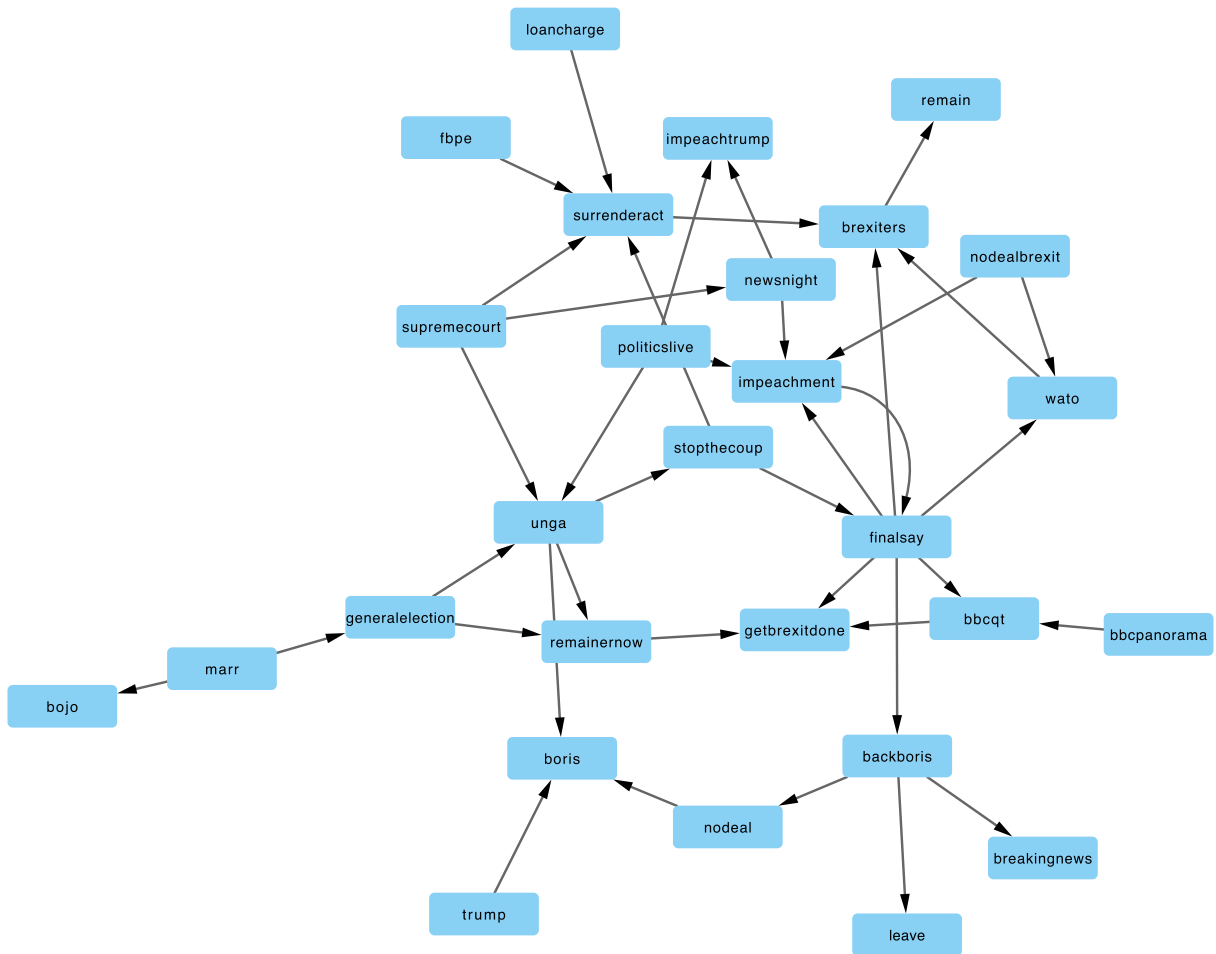 loancharge
remain
fbpe
impeachtrump
surrenderact
brexiters
nodealbrexit
newsnight
supremecourt
politicslive
impeachment
wato
stopthecoup
unga
finalsay
generalelection
bbcqt
getbrexitdone
bbcpanorama
remainernow
marr
bojo
boris
backboris
nodeal
breakingnews
trump
leave